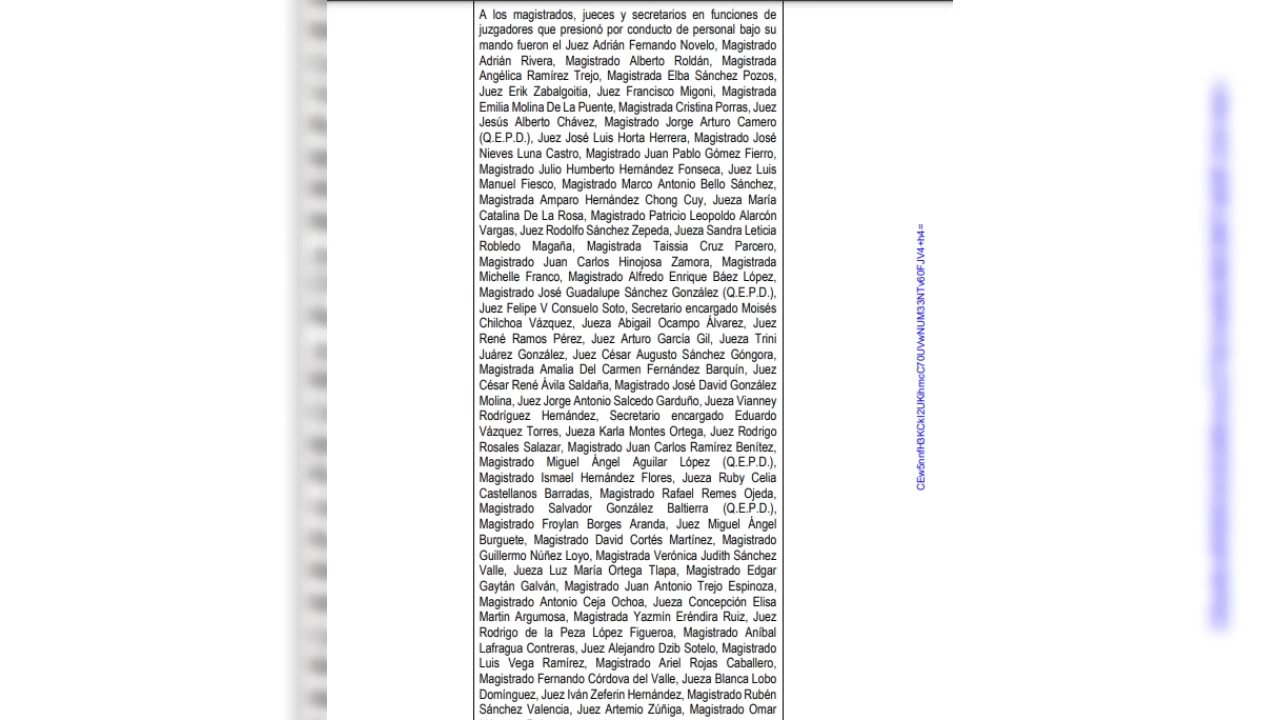 A los magistrados, jueces y secretarios en funciones de
juzgadores que presionó por conducto de personal bajo su
mando fueron el Juez Adrián Fernando Novelo, Magistrado
Adrián Rivera, Magistrado Alberto Roldán, Magistrada
Angélica Ramírez Trejo, Magistrada Elba Sánchez Pozos,
Juez Erik Zabalgoitia, Juez Francisco Migoni, Magistrada
Emilia Molina De La Puente, Magistrada Cristina Porras, Juez
Jesús Alberto Chávez, Magistrado Jorge Arturo Camero
(Q.E.P.D.), Juez José Luis Horta Herrera, Magistrado José
Nieves Luna Castro, Magistrado Juan Pablo Gómez Fierro,
Magistrado Julio Humberto Hernández Fonseca, Juez Luis
Manuel Fiesco, Magistrado Marco Antonio Bello Sánchez,
Magistrada Amparo Hernández Chong Cuy, Jueza María
Catalina De La Rosa, Magistrado Patricio Leopoldo Alarcón
Vargas, Juez Rodolfo Sánchez Zepeda, Jueza Sandra Leticia
Robledo Magaña, Magistrada Taissia Cruz Parcero,
Magistrado Juan Carlos Hinojosa Zamora, Magistrada
Michelle Franco, Magistrado Alfredo Enrique Báez López,
Magistrado José Guadalupe Sánchez González (Q.E.P.D.),
Juez Felipe V Consuelo Soto, Secretario encargado Moisés
Chilchoa Vázquez, Jueza Abigail Ocampo Álvarez, Juez
René Ramos Pérez, Juez Arturo García Gil, Jueza Trini
Juárez González, Juez César Augusto Sánchez Góngora,
Magistrada Amalia Del Carmen Fernández Barquín, Juez
César René Ávila Saldaña, Magistrado José David González
Molina, Juez Jorge Antonio Salcedo Garduño, Jueza Vianney
Rodríguez Hernández, Secretario encargado Eduardo
Vázquez Torres, Jueza Karla Montes Ortega, Juez Rodrigo
Rosales Salazar, Magistrado Juan Carlos Ramírez Benítez,
Magistrado Miguel Ángel Aguilar López (Q.E.P.D.),
Magistrado Ismael Hernández Flores, Jueza Ruby Celia
Castellanos Barradas, Magistrado Rafael Remes Ojeda,
Magistrado Salvador González Baltierra (Q.E.P.D.),
Magistrado Froylan Borges Aranda, Juez Miguel Ángel
Burguete, Magistrado David Cortés Martínez, Magistrado
Guillermo Núñez Loyo, Magistrada Verónica Judith Sánchez
Valle, Jueza Luz María Ortega Tlapa, Magistrado Edgar
Gaytán Galván, Magistrado Juan Antonio Trejo Espinoza,
Magistrado Antonio Ceja Ochoa, Jueza Concepción Elisa
Martin Argumosa, Magistrada Yazmín Eréndira Ruiz, Juez
Rodrigo de la Peza López Figueroa, Magistrado Aníbal
Lafragua Contreras, Juez Alejandro Dzib Sotelo, Magistrado
Luis Vega Ramírez, Magistrado Ariel Rojas Caballero,
Magistrado Fernando Córdova del Valle, Jueza Blanca Lobo
Domínguez, Juez Iván Zeferin Hernández, Magistrado Rubén
Sánchez Valencia, Juez Artemio Zúñiga, Magistrado Omar